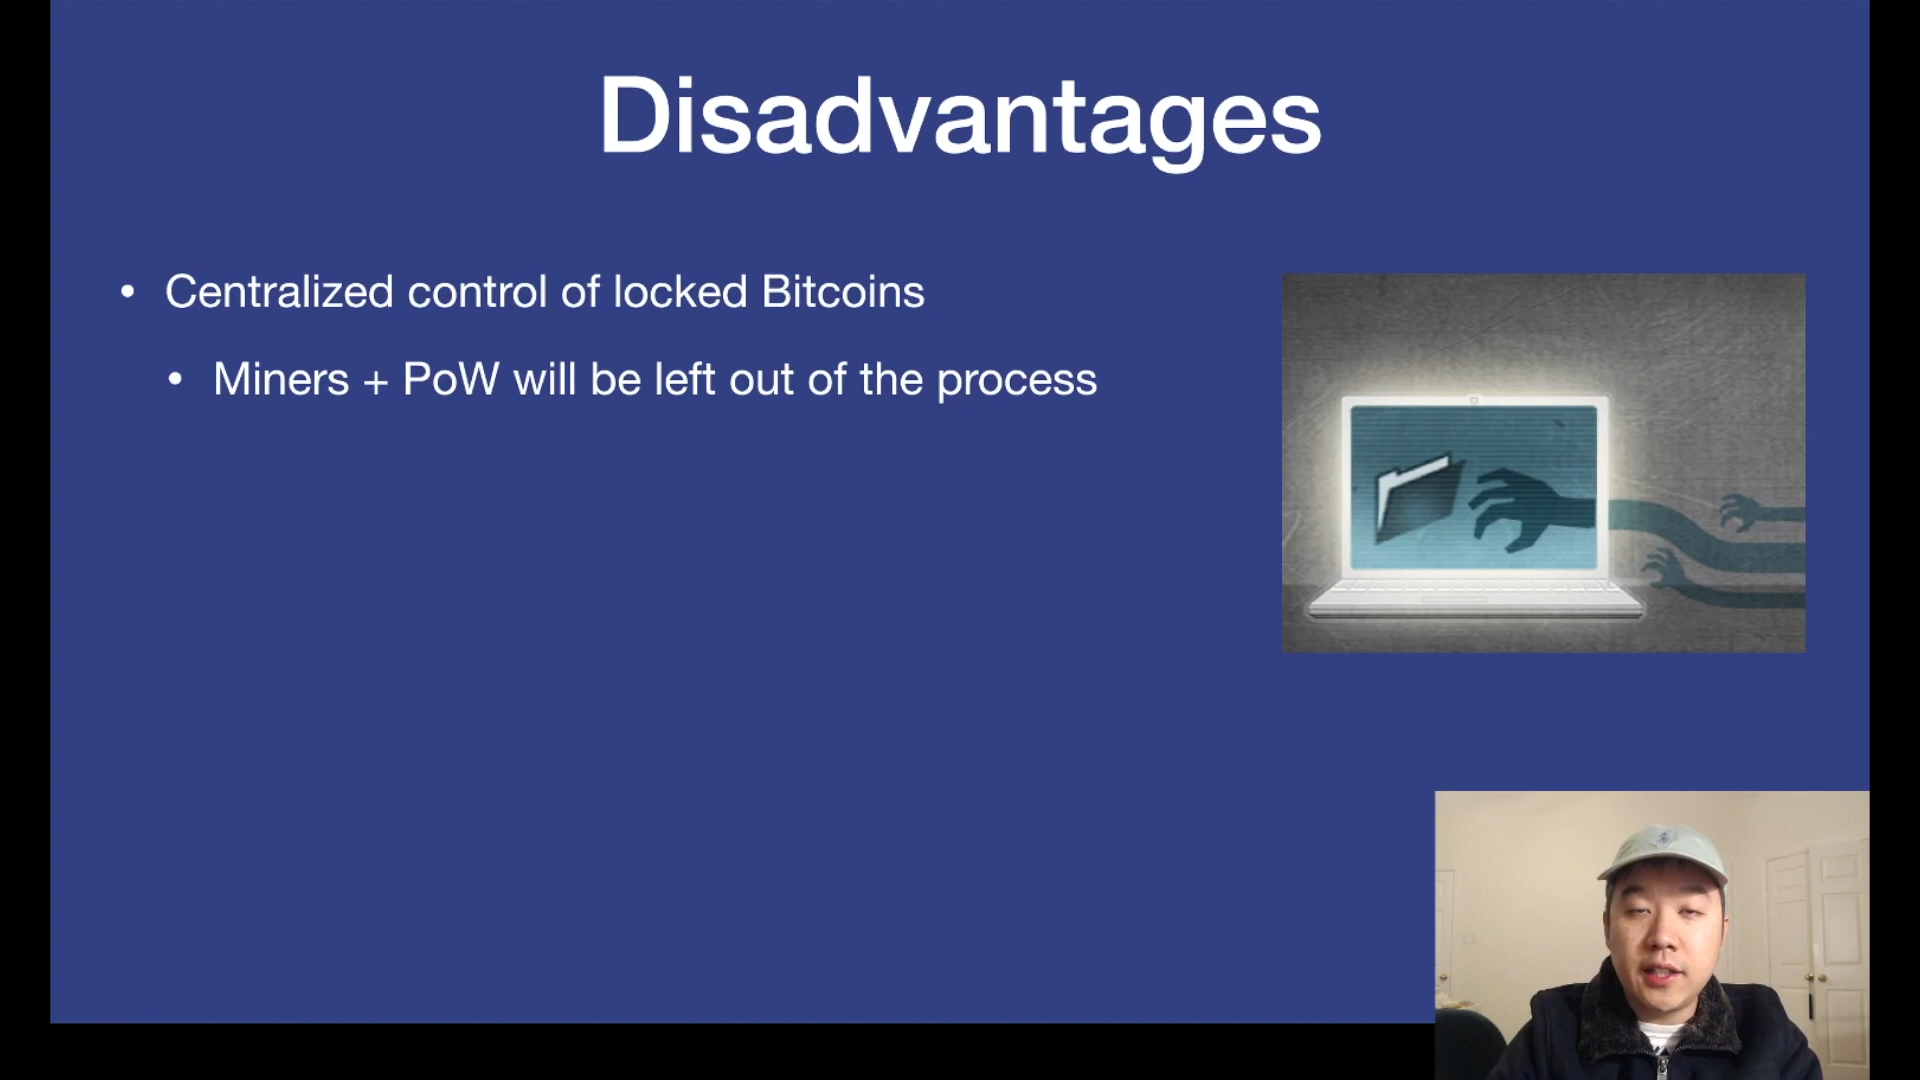 Disadvantages
• Centralized control of locked Bitcoins
• Miners + PoW will be left out of the process